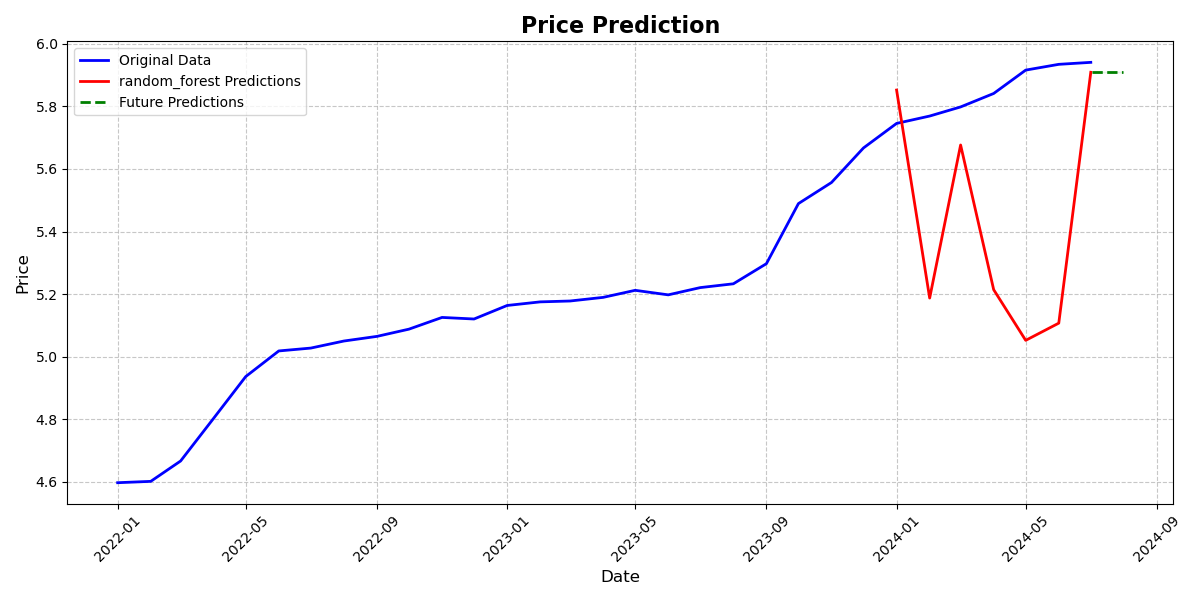 Price Prediction
Original Data
random_forest Predictions
Future Predictions
Price
6.0
5.8
5.6
5.4
5.2
5.0
4.8
4.6
2022-01
2022-05
2022-09
2023-01
2023-05
2023-09
2024-01
2024-05
2024-09
Date